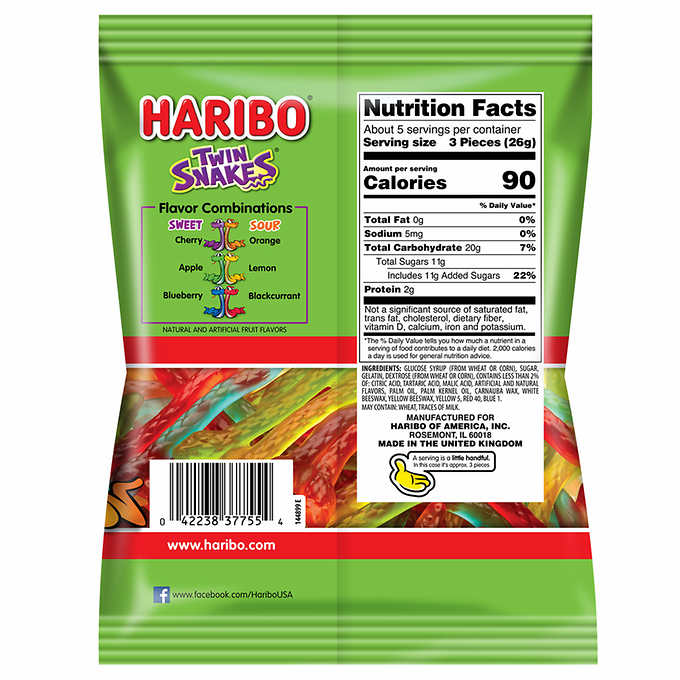 HARIBO®
TWIN
SNAKES®
Flavor Combinations
SWEET SOUR
Cherry Orange
Apple Lemon
Blueberry Blackcurrant
NATURAL AND ARTIFICIAL FRUIT FLAVORS
Nutrition Facts
About 5 servings per container
Serving size 3 Pieces (26g)
Amount per serving
Calories 90
% Daily Value*
Total Fat 0g 0%
Sodium 5mg 0%
Total Carbohydrate 20g 7%
Total Sugars 11g
Includes 11g Added Sugars 22%
Protein 2g
Not a significant source of saturated fat,
trans fat, cholesterol, dietary fiber,
vitamin D, calcium, iron and potassium.
*The % Daily Value tells you how much a nutrient in a
serving of food contributes to a daily diet. 2,000 calories
a day is used for general nutrition advice.
INGREDIENTS: GLUCOSE SYRUP (FROM WHEAT OR CORN), SUGAR,
GELATIN, DEXTROSE (FROM WHEAT OR CORN), CONTAINS LESS THAN 2%
OF: CITRIC ACID, TARTARIC ACID, MALIC ACID, ARTIFICIAL AND NATURAL
FLAVORS, PALM OIL, PALM KERNEL OIL, CARNAUBA WAX, WHITE
BEESWAX, YELLOW BEESWAX, YELLOW 5, RED 40, BLUE 1.
MAY CONTAIN: WHEAT, TRACES OF MILK.
MANUFACTURED FOR
HARIBO OF AMERICA, INC.
ROSEMONT, IL 60018
MADE IN THE UNITED KINGDOM
A serving is a little handful.
In this case it's approx. 3 pieces
0 42238 37755 4
144899 E
www.haribo.com
f www.facebook.com/HariboUSA